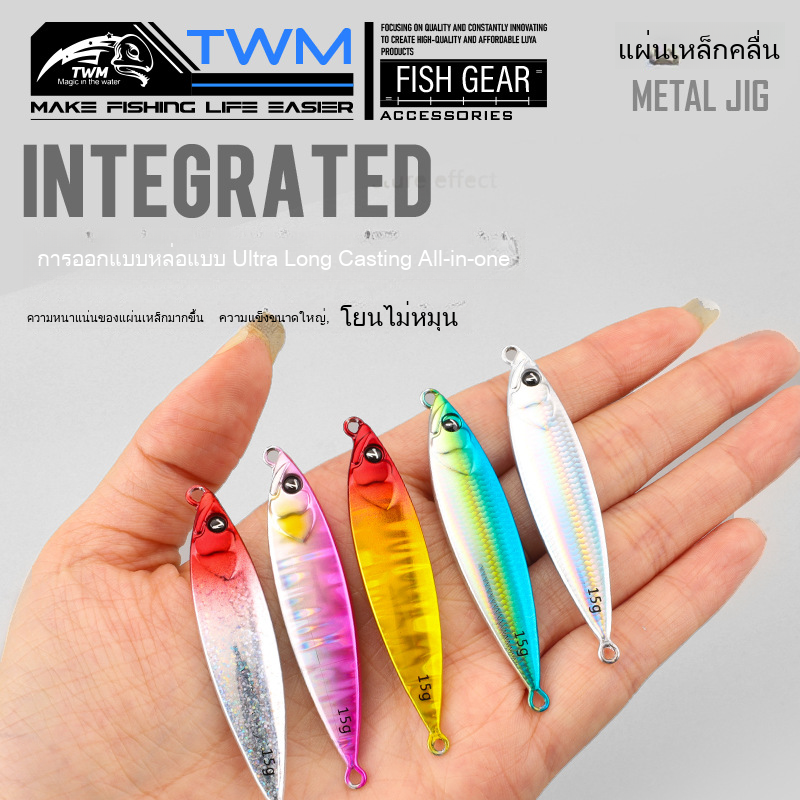 TWM
Magic in the water
TWM
MAKE FISHING LIFE EASIER
FOCUSING ON QUALITY AND CONSTANTLY INNOVATING
TO CREATE HIGH-QUALITY AND AFFORDABLE LUYA
PRODUCTS
FISH GEAR
ACCESSORIES
แผ่นเหล็กคลื่น
METAL JIG
INTEGRATED
effect
การออกแบบหล่อแบบ Ultra Long Casting All-in-one
ความหนาแน่นของแผ่นเหล็กมากขึ้น ความแข็งขนาดใหญ่, โยนไม่หมุน
15g
15g
15g
15g
15g